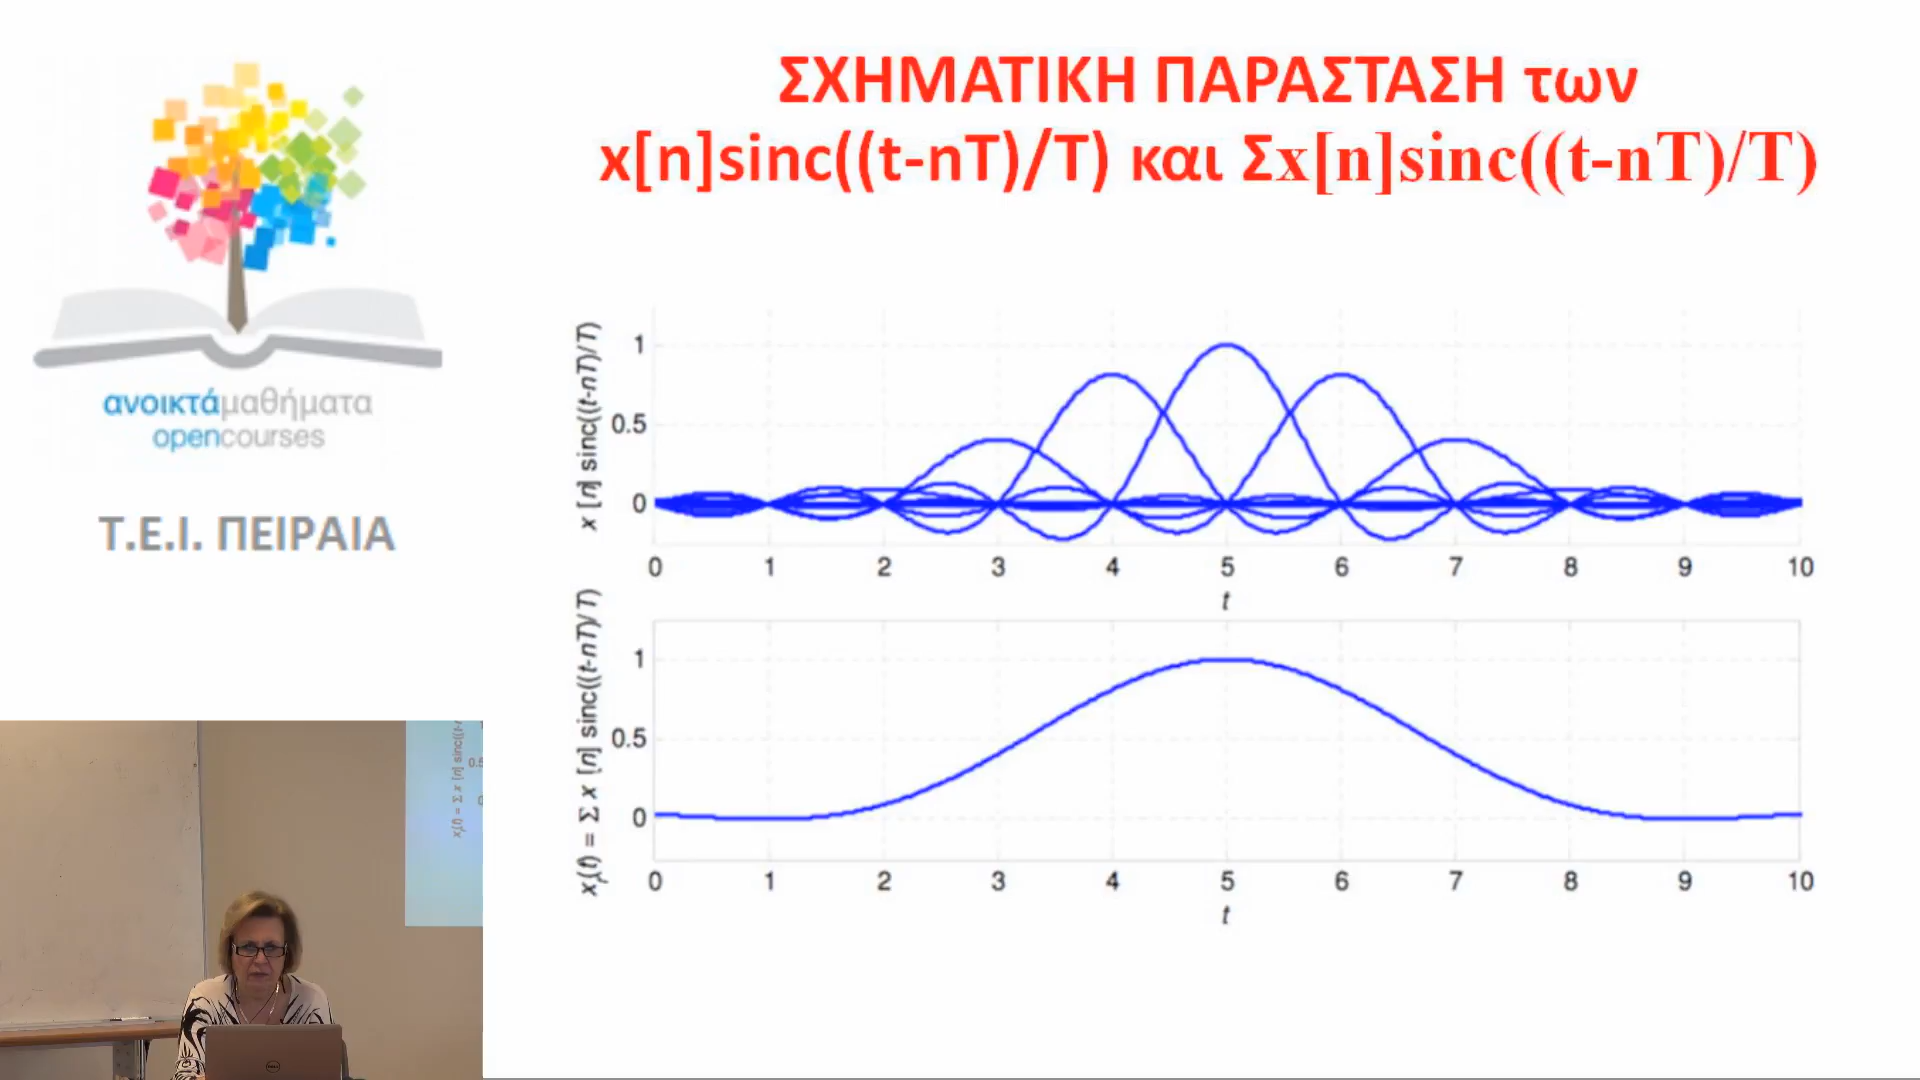 ΣΧΗΜΑΤΙΚΗ ΠΑΡΑΣΤΑΣΗ των
x[n]sinc((t-nT)/T) και Σx[n]sinc((t-nT)/T)
ανοικτάμαθήματα
opencourses
Τ.Ε.Ι. ΠΕΙΡΑΙΑ
x [n] sinc((t-nT)/T)
1
0.5
0
0 1 2 3 4 5 6 7 8 9 10
t
x_r(t) = Σ x [n] sinc((t-nT)/T)
1
0.5
0
0 1 2 3 4 5 6 7 8 9 10
t